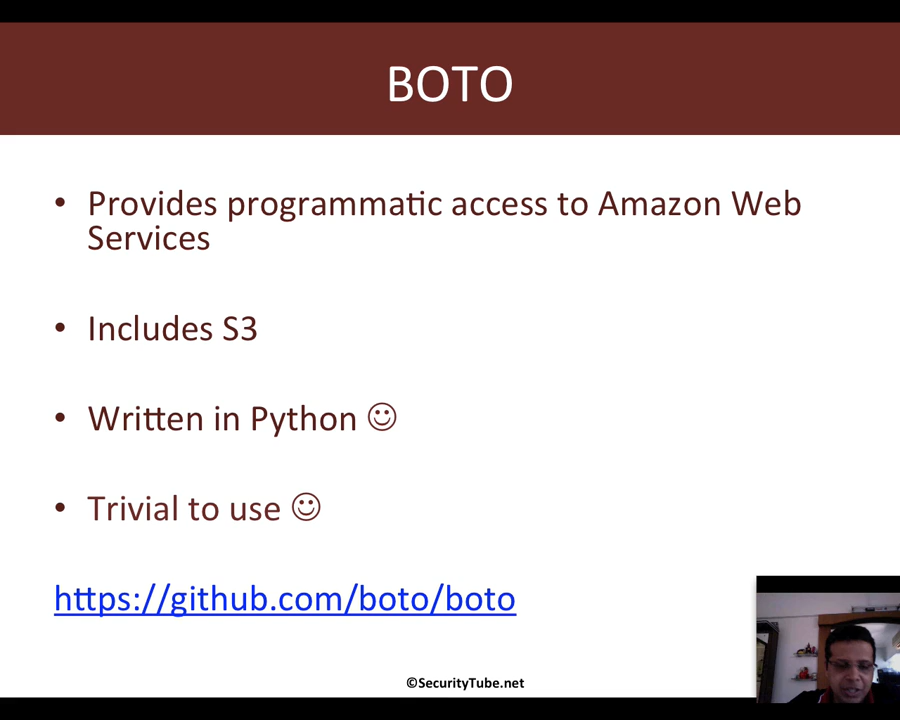 BOTO
• Provides programmatic access to Amazon Web
Services
• Includes S3
• Written in Python ☺
• Trivial to use ☺
https://github.com/boto/boto
©SecurityTube.net